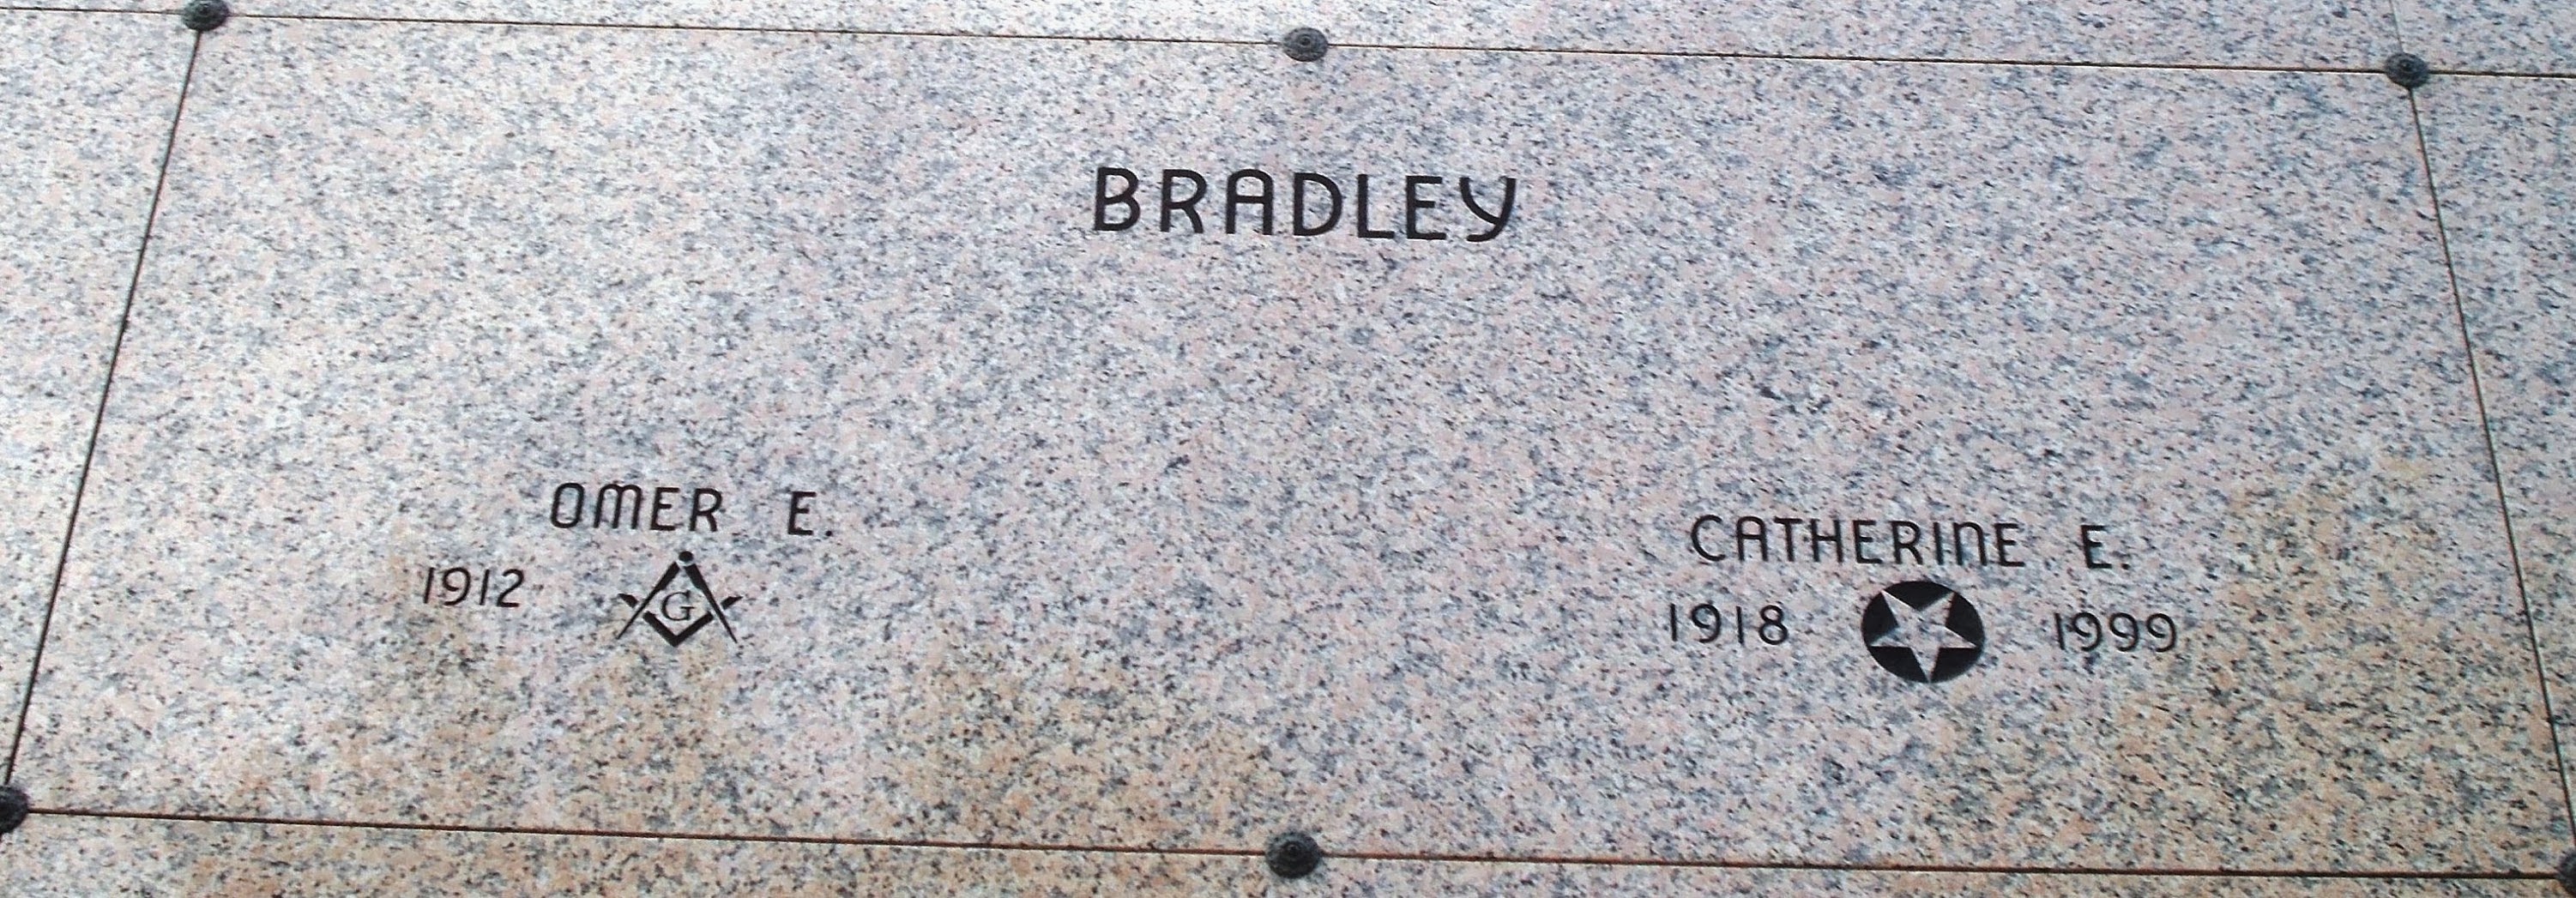 BRADLEY
OMER E.
1912 G
CATHERINE E.
1918 1999